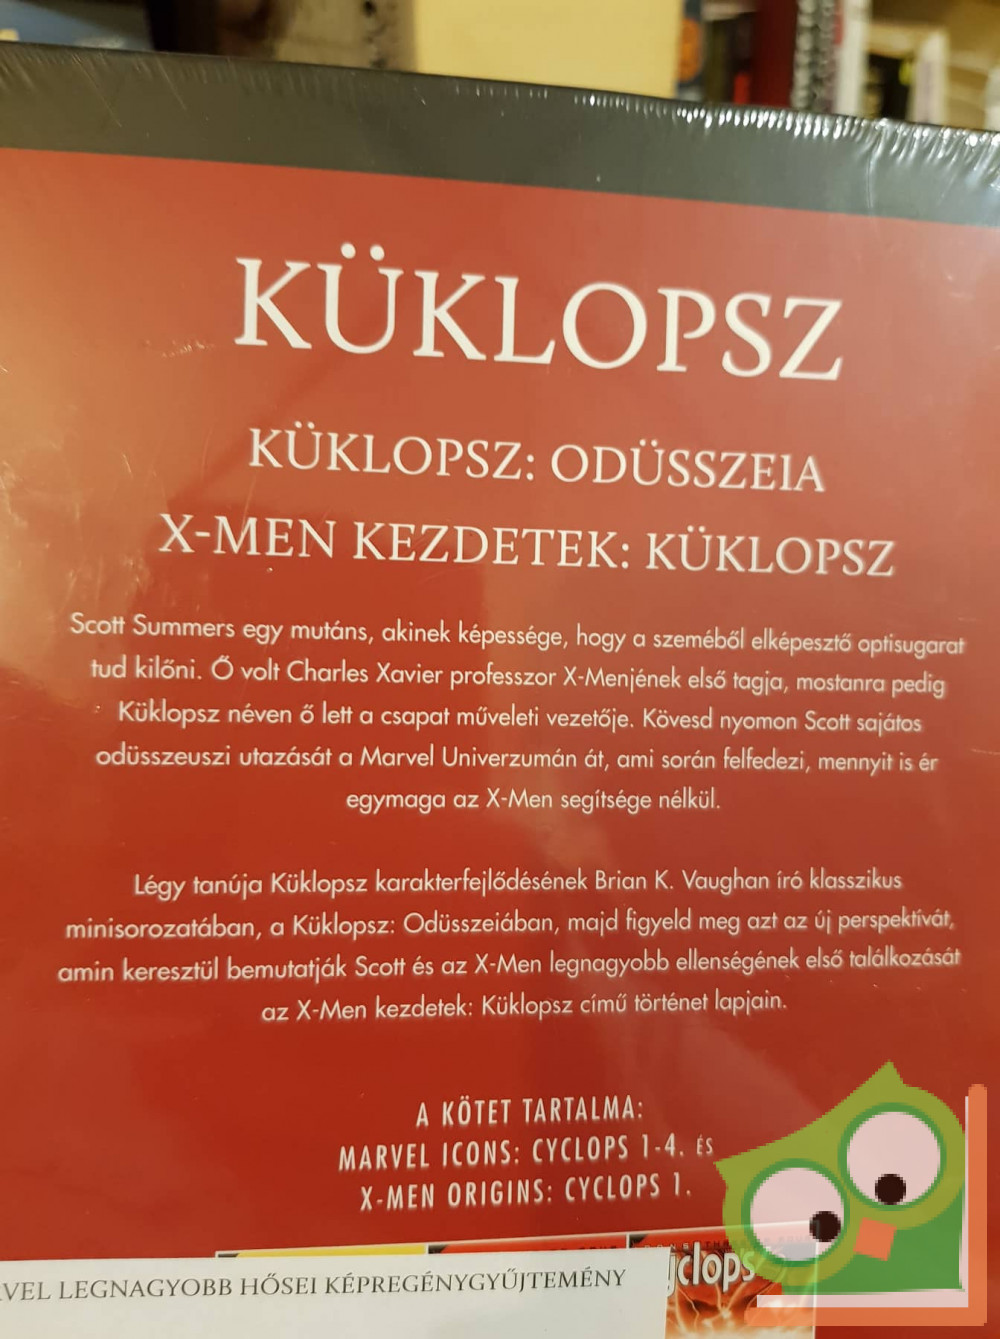 KÜKLOPSZ
KÜKLOPSZ: ODÜSSZEIA
X-MEN KEZDETEK: KÜKLOPSZ
Scott Summers egy mutáns, akinek képessége, hogy a szeméből elképesztő optisugarat
tud kilőni. Ő volt Charles Xavier professzor X-Menjének első tagja, mostanra pedig
Küklopsz néven ő lett a csapat műveleti vezetője. Kövesd nyomon Scott sajátos
odüsszeuszi utazását a Marvel Univerzumán át, ami során felfedezi, mennyit is ér
egymaga az X-Men segítsége nélkül.
Légy tanúja Küklopsz karakterfejlődésének Brian K. Vaughan író klasszikus
minisorozatában, a Küklopsz: Odüsszeiában, majd figyeld meg azt az új perspektívát,
amin keresztül bemutatják Scott és az X-Men legnagyobb ellenségének első találkozását
az X-Men kezdetek: Küklopsz című történet lapjain.
A KÖTET TARTALMA:
MARVEL ICONS: CYCLOPS 1-4. ÉS
X-MEN ORIGINS: CYCLOPS 1.
yclops
RVEL LEGNAGYOBB HŐSEI KÉPREGÉNYGYŰJTEMÉNY